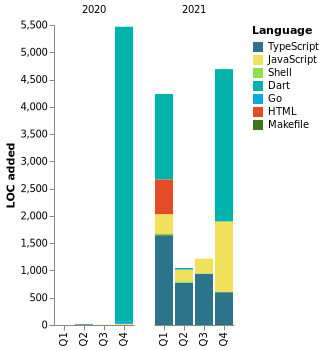 2020
2021
Language
TypeScript
JavaScript
Shell
Dart
Go
HTML
Makefile
LOC added
5,500
5,000
4,500
4,000
3,500
3,000
2,500
2,000
1,500
1,000
500
0
Q1 Q2 Q3 Q4
Q1 Q2 Q3 Q4